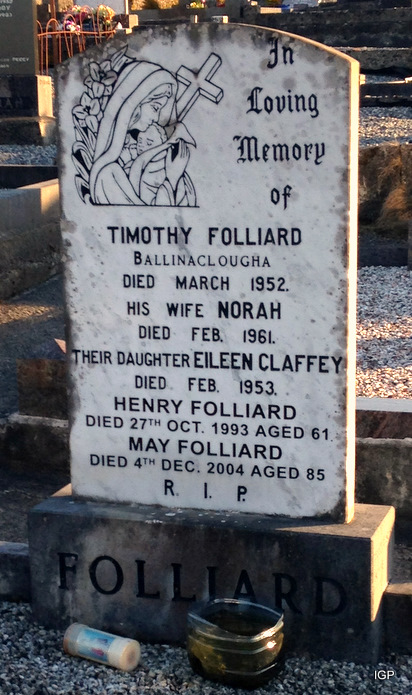 In
Loving
Memory
of
TIMOTHY FOLLIARD
BALLINACLOUGHA
DIED MARCH 1952.
HIS WIFE NORAH
DIED FEB. 1961.
THEIR DAUGHTER EILEEN CLAFFEY
DIED FEB. 1953.
HENRY FOLLIARD
DIED 27TH OCT. 1993 AGED 61.
MAY FOLLIARD
DIED 4TH DEC. 2004 AGED 85
R. I. P.
FOLLIARD
IGP